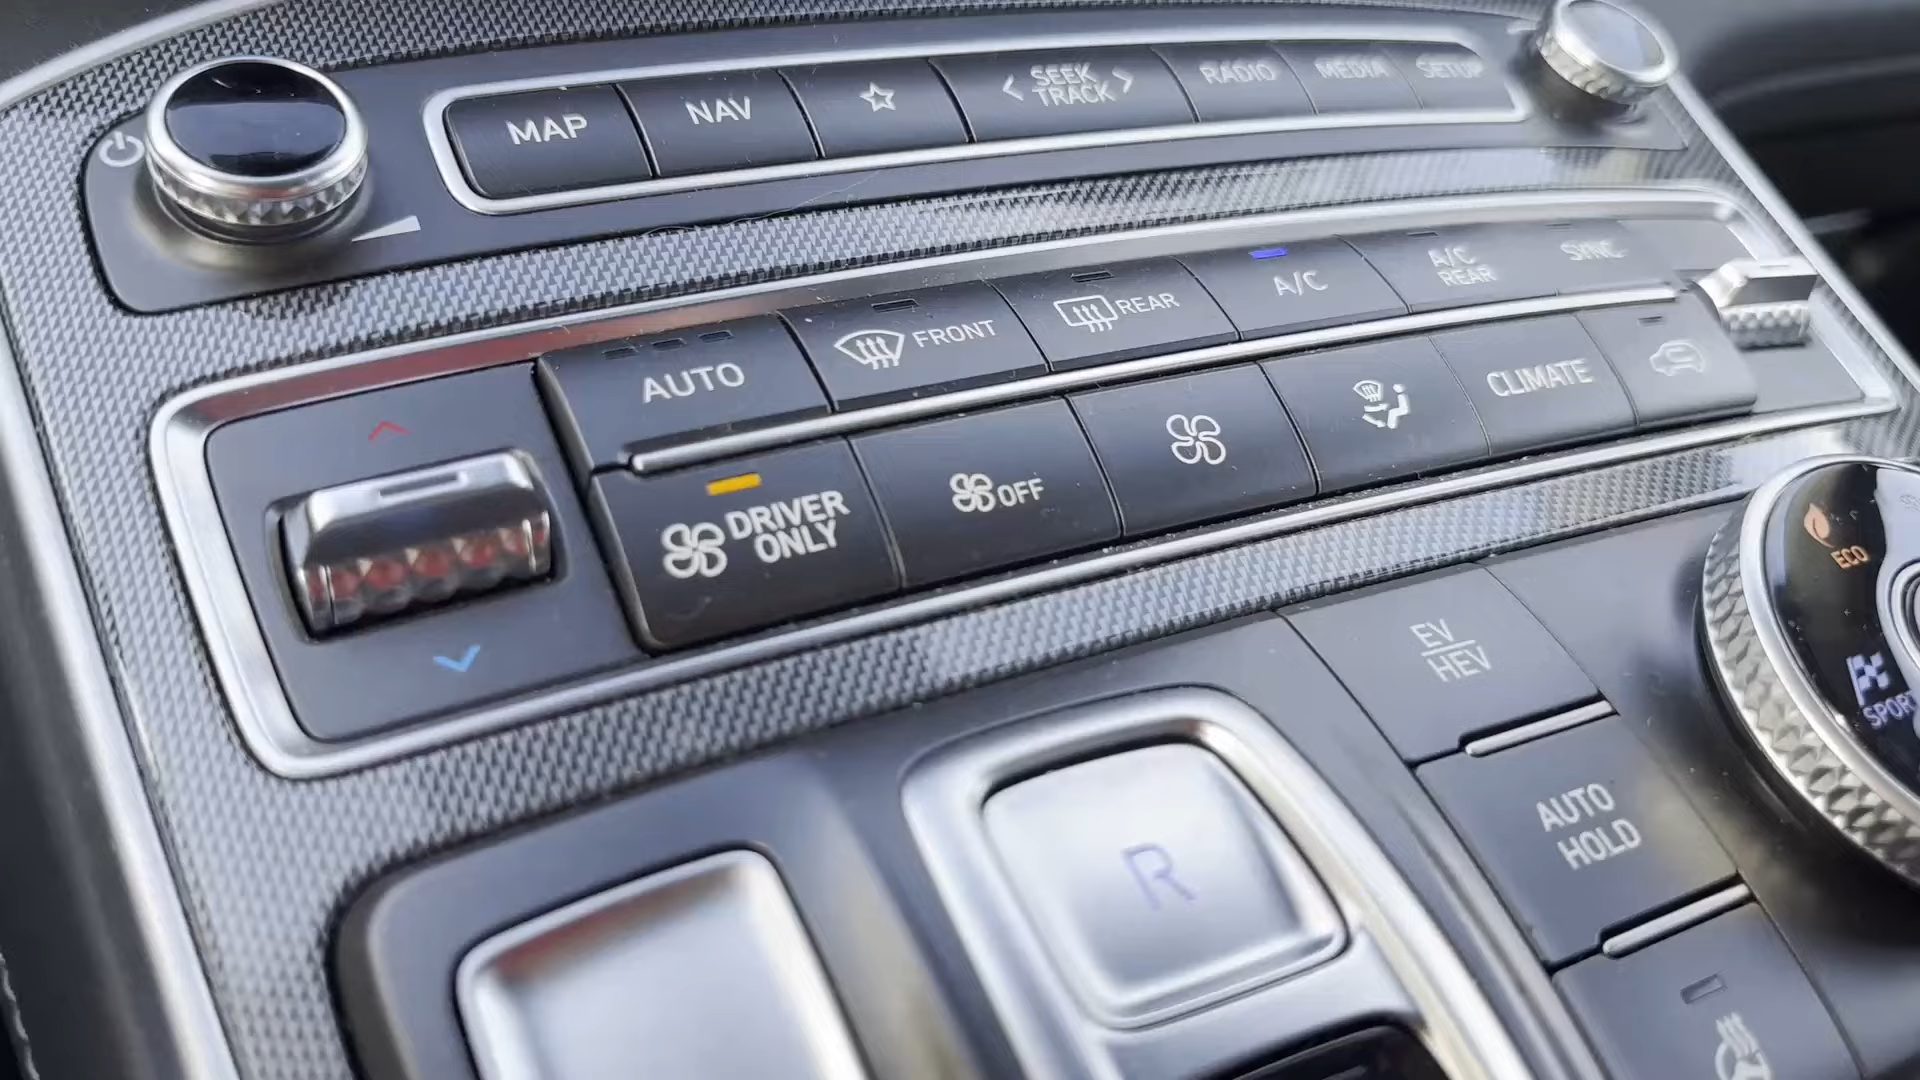 MAP
NAV
SEEK
TRACK
RADIO
MEDIA
SETUP
AUTO
FRONT
REAR
A/C
A/C
REAR
SYNC
DRIVER
ONLY
OFF
CLIMATE
ECO
SPORT
EV
HEV
AUTO
HOLD
R